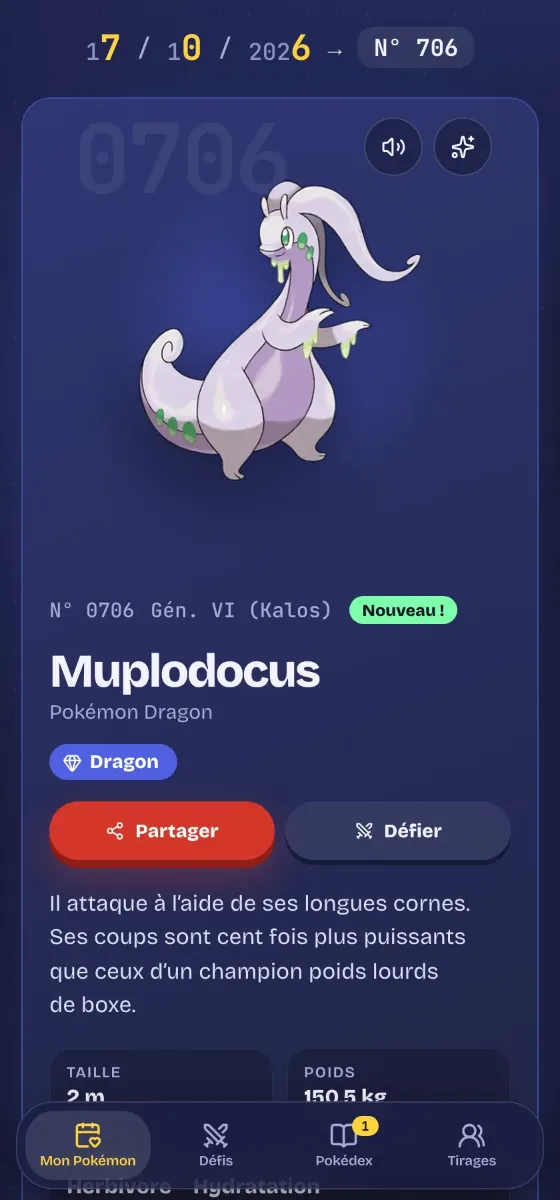 17 / 10 / 2026 → N° 706
0706
N° 0706 Gén. VI (Kalos) Nouveau !
Muplodocus
Pokémon Dragon
Dragon
Partager Défier
Il attaque à l’aide de ses longues cornes.
Ses coups sont cent fois plus puissants
que ceux d’un champion poids lourds
de boxe.
TAILLE POIDS
2 m 150.5 kg
1
Mon Pokémon Défis Pokédex Tirages
Herbivore Hydratation